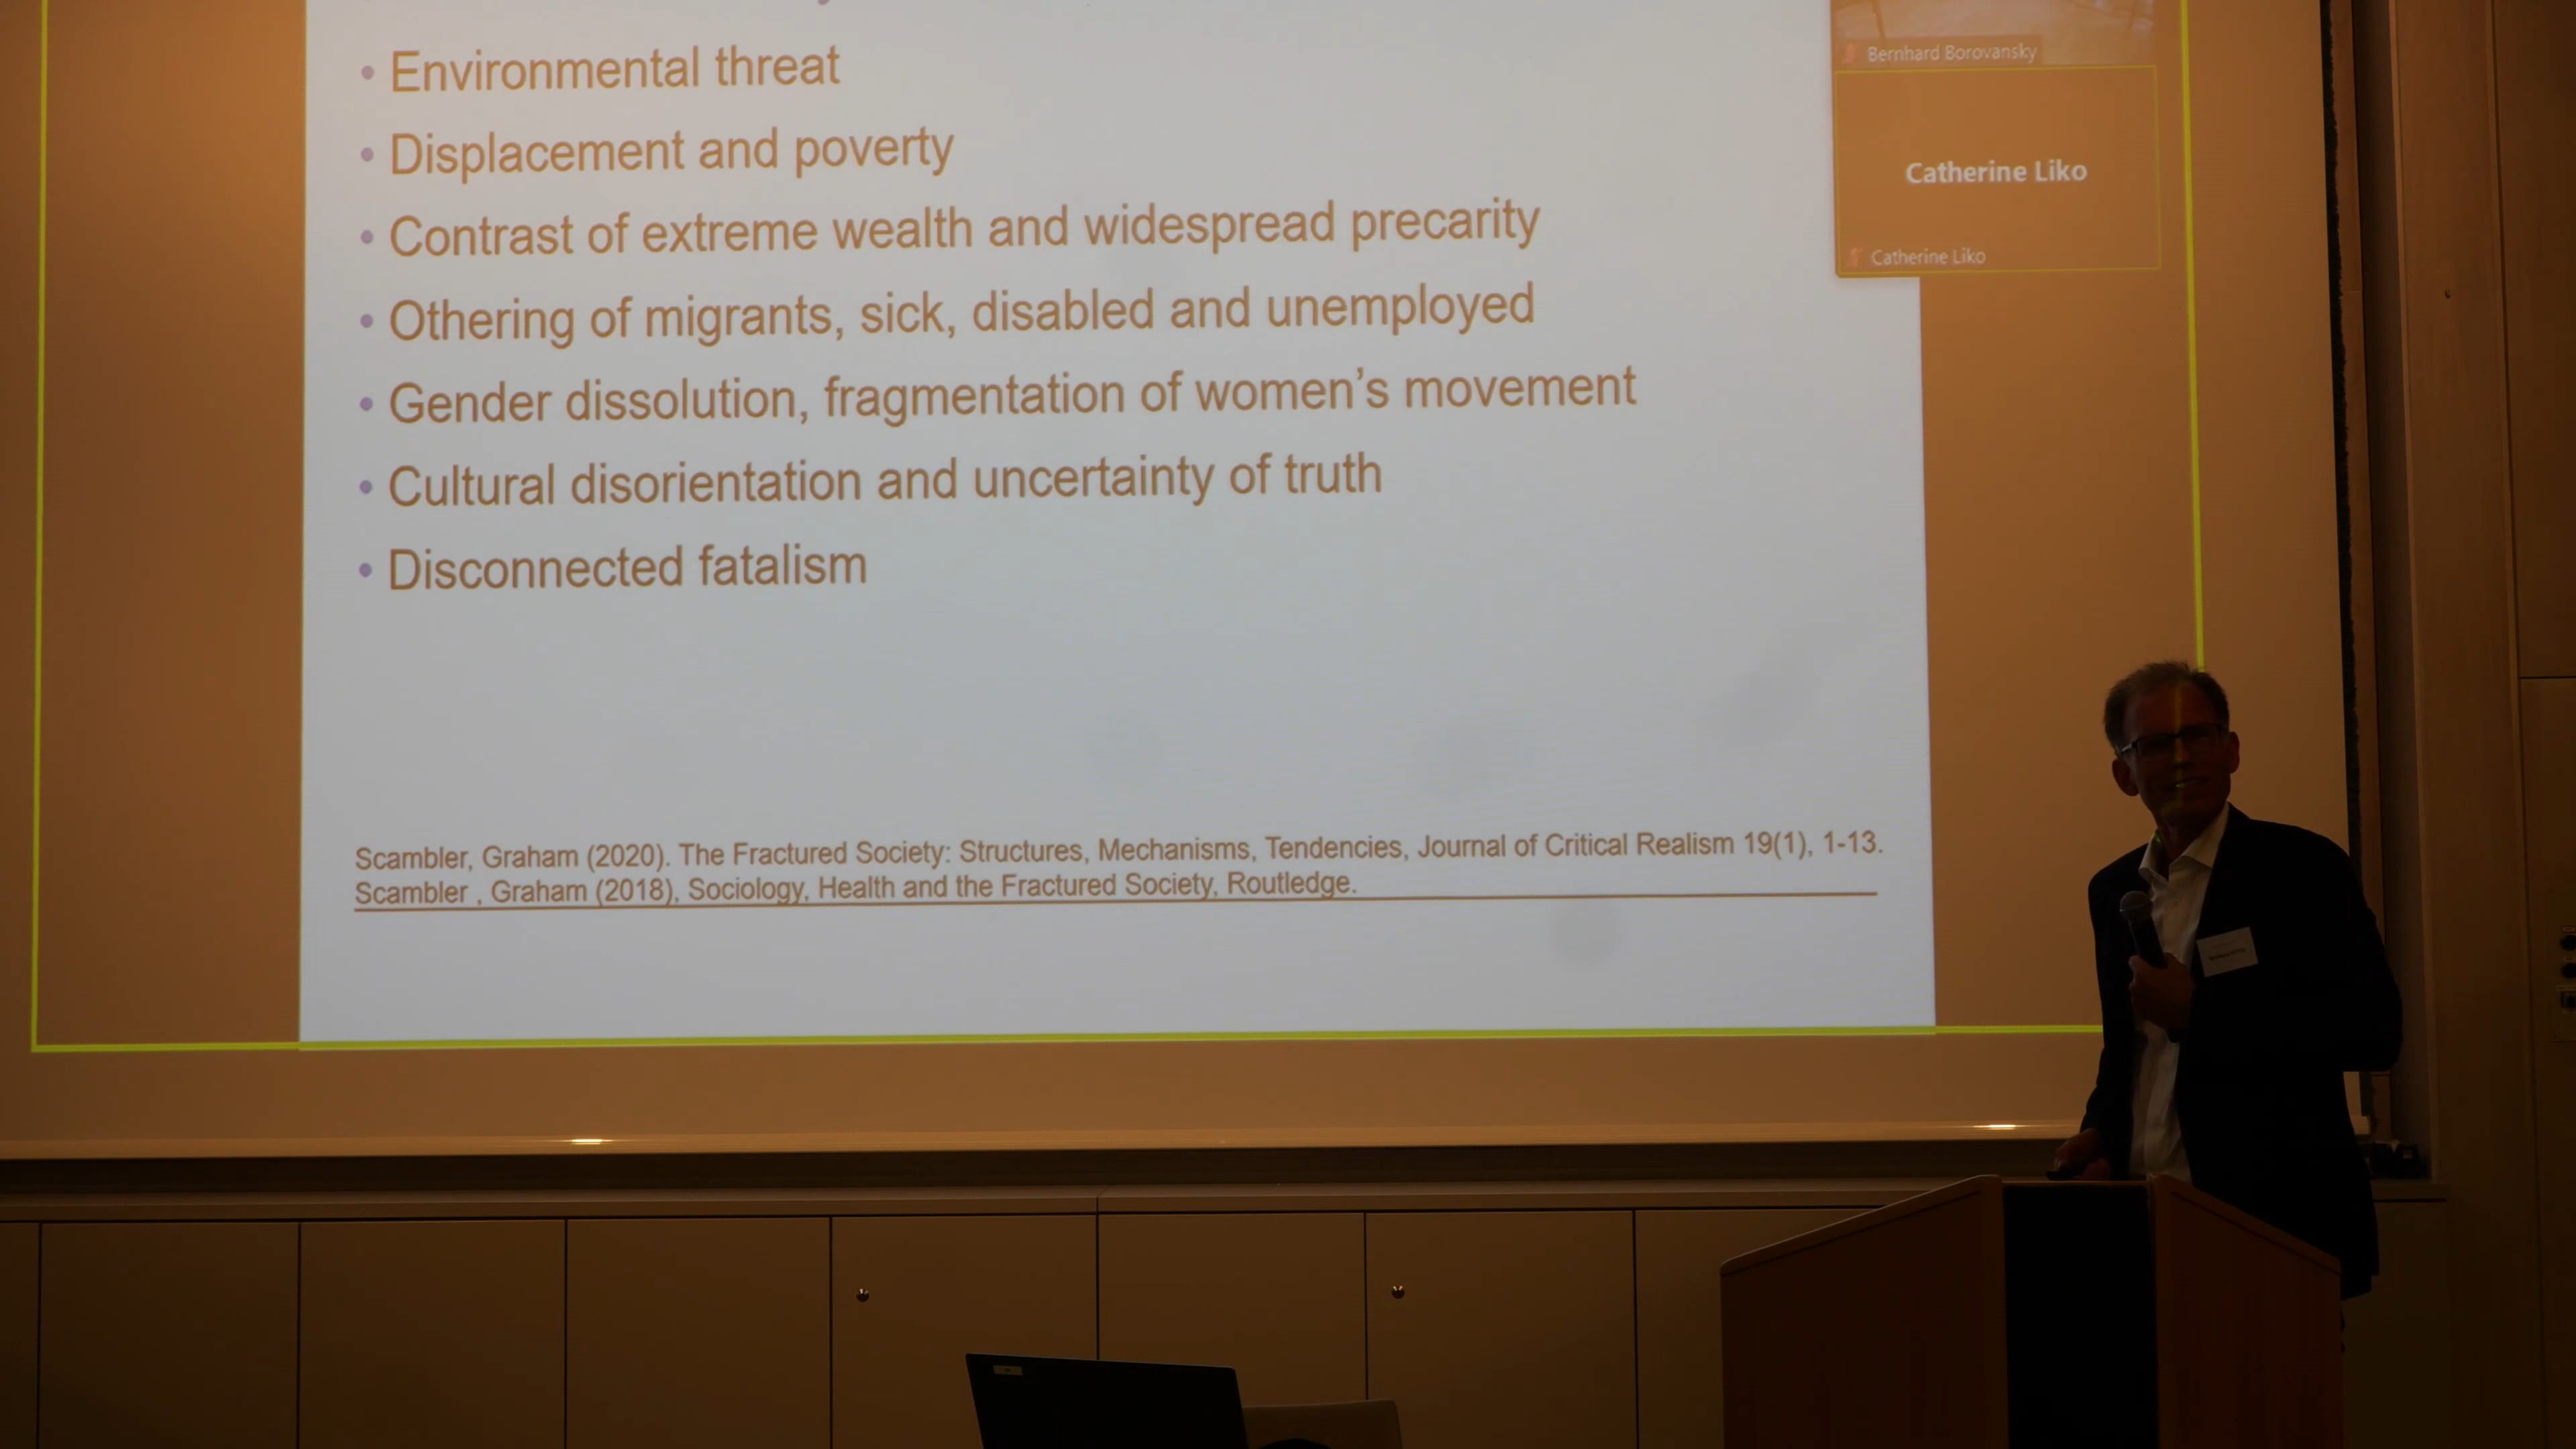 • Environmental threat
• Displacement and poverty
• Contrast of extreme wealth and widespread precarity
• Othering of migrants, sick, disabled and unemployed
• Gender dissolution, fragmentation of women’s movement
• Cultural disorientation and uncertainty of truth
• Disconnected fatalism
Scambler, Graham (2020). The Fractured Society: Structures, Mechanisms, Tendencies, Journal of Critical Realism 19(1), 1-13.
Scambler , Graham (2018), Sociology, Health and the Fractured Society, Routledge.
Bernhard Borovansky
Catherine Liko
Catherine Liko